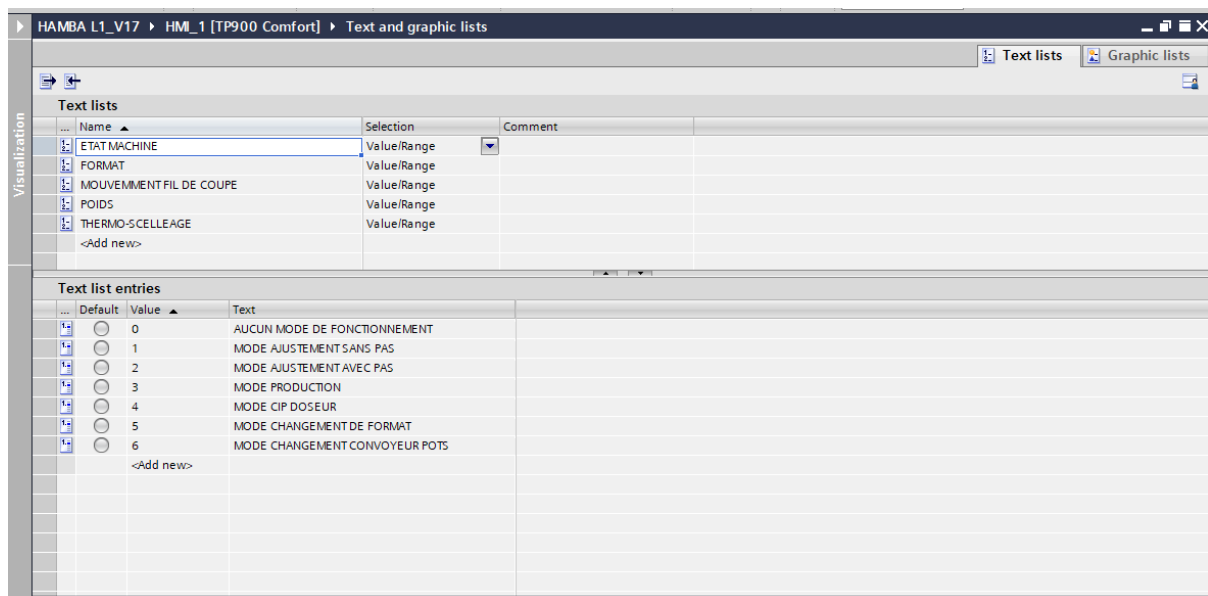 HAMBA L1_V17 ▸ HMI_1 [TP900 Comfort] ▸ Text and graphic lists
Text lists Graphic lists
Visualization
Text lists
... Name Selection Comment
ETAT MACHINE Value/Range
FORMAT Value/Range
MOUVEMMENT FIL DE COUPE Value/Range
POIDS Value/Range
THERMO-SCELLEAGE Value/Range
<Add new>
Text list entries
... Default Value Text
0 AUCUN MODE DE FONCTIONNEMENT
1 MODE AJUSTEMENT SANS PAS
2 MODE AJUSTEMENT AVEC PAS
3 MODE PRODUCTION
4 MODE CIP DOSEUR
5 MODE CHANGEMENT DE FORMAT
6 MODE CHANGEMENT CONVOYEUR POTS
<Add new>